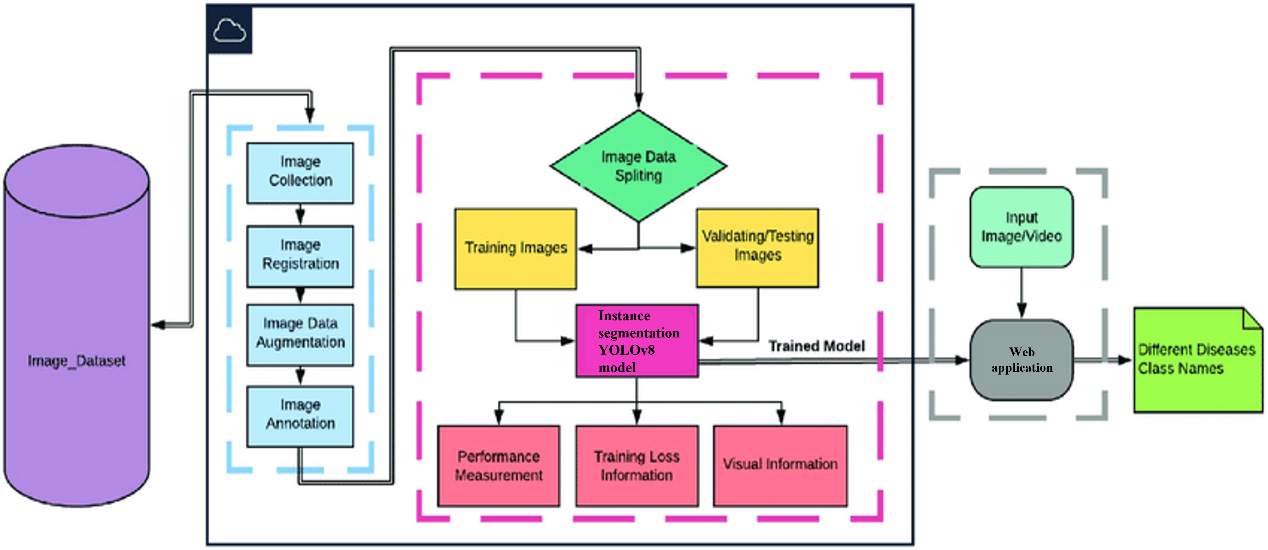 Image_Dataset
Image
Collection
Image
Registration
Image Data
Augmentation
Image
Annotation
Image Data
Spliting
Training Images
Validating/Testing
Images
Instance
segmentation
YOLOv8
model
Trained Model
Performance
Measurement
Training Loss
Information
Visual Information
Input
Image/Video
Web
application
Different Diseases
Class Names